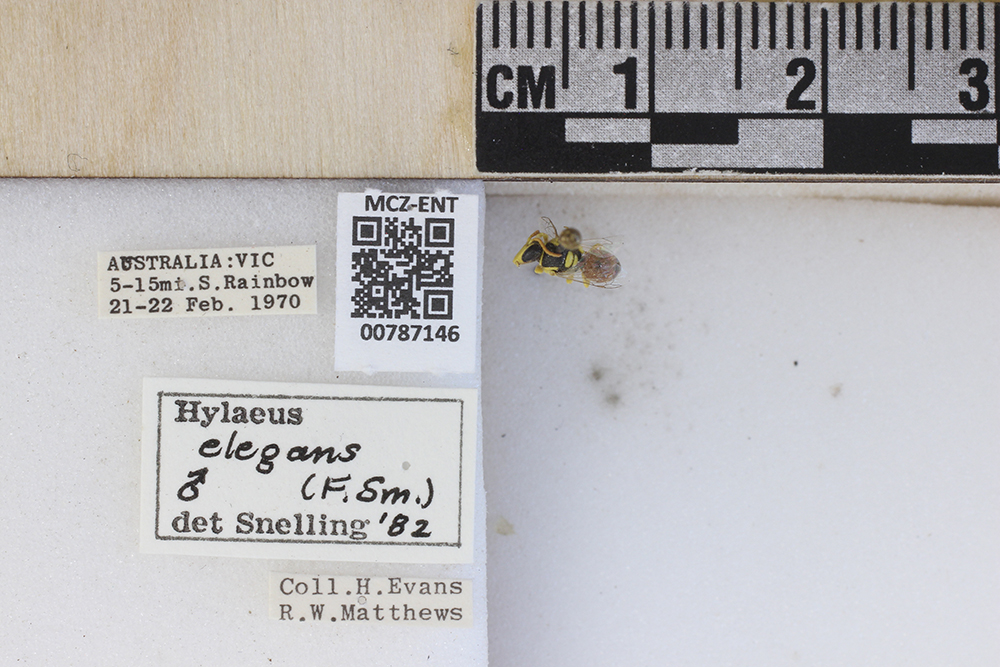 CM 1 2 3
MCZ-ENT
00787146
AUSTRALIA:VIC
5-15mi.S.Rainbow
21-22 Feb. 1970
Hylaeus
elegans
♂ (F.Sm.)
det Snelling '82
Coll.H.Evans
R.W.Matthews